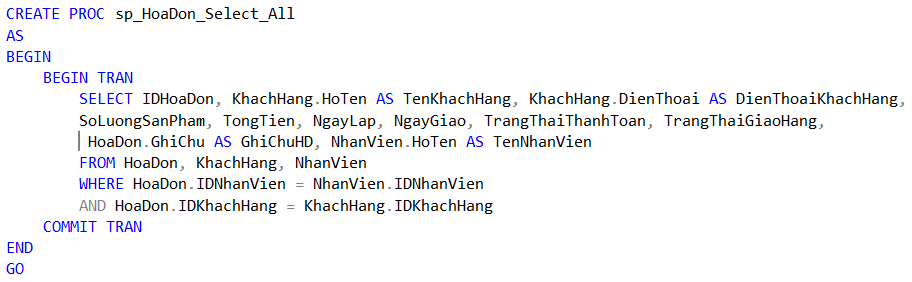 CREATE PROC sp_HoaDon_Select_All
AS
BEGIN
BEGIN TRAN
SELECT IDHoaDon, KhachHang.HoTen AS TenKhachHang, KhachHang.DienThoai AS DienThoaiKhachHang,
SoLuongSanPham, TongTien, NgayLap, NgayGiao, TrangThaiThanhToan, TrangThaiGiaoHang,
HoaDon.GhiChu AS GhiChuHD, NhanVien.HoTen AS TenNhanVien
FROM HoaDon, KhachHang, NhanVien
WHERE HoaDon.IDNhanVien = NhanVien.IDNhanVien
AND HoaDon.IDKhachHang = KhachHang.IDKhachHang
COMMIT TRAN
END
GO